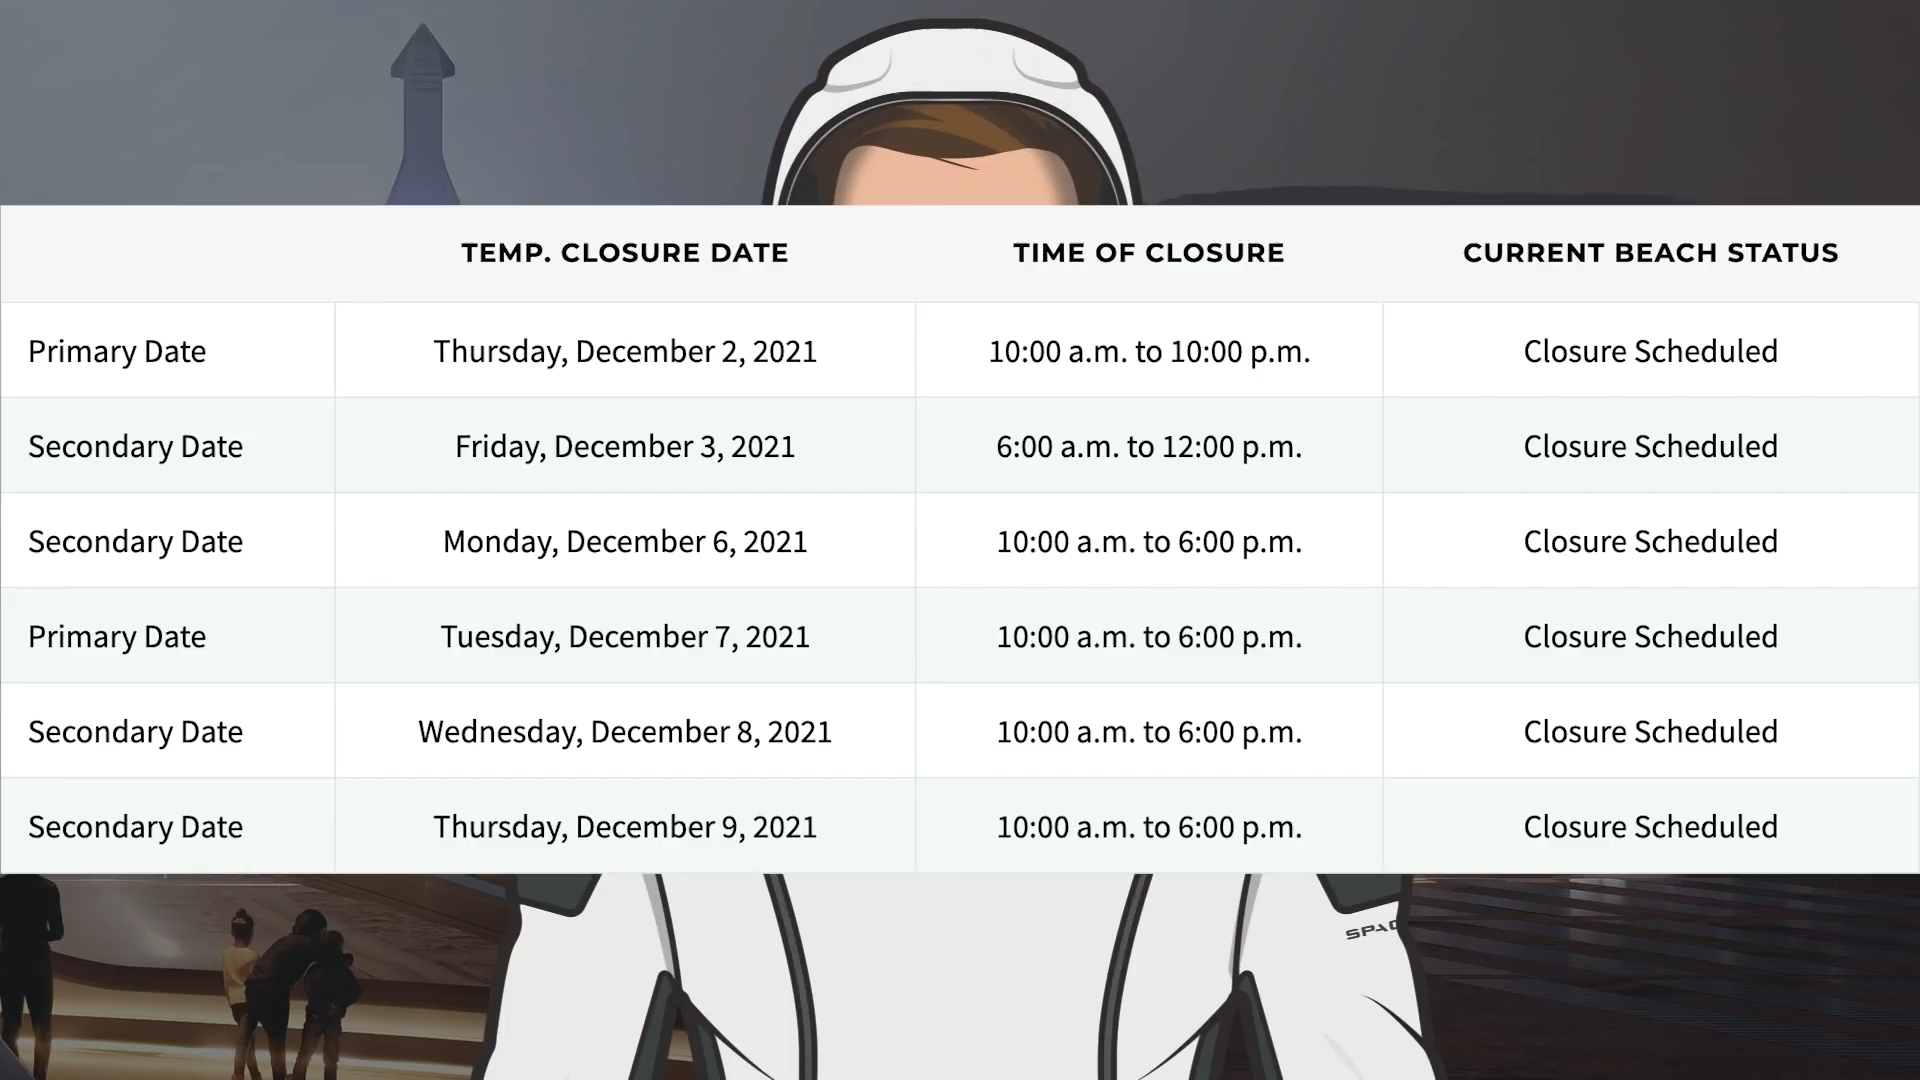 TEMP. CLOSURE DATE TIME OF CLOSURE CURRENT BEACH STATUS
Primary Date Thursday, December 2, 2021 10:00 a.m. to 10:00 p.m. Closure Scheduled
Secondary Date Friday, December 3, 2021 6:00 a.m. to 12:00 p.m. Closure Scheduled
Secondary Date Monday, December 6, 2021 10:00 a.m. to 6:00 p.m. Closure Scheduled
Primary Date Tuesday, December 7, 2021 10:00 a.m. to 6:00 p.m. Closure Scheduled
Secondary Date Wednesday, December 8, 2021 10:00 a.m. to 6:00 p.m. Closure Scheduled
Secondary Date Thursday, December 9, 2021 10:00 a.m. to 6:00 p.m. Closure Scheduled
SPAC